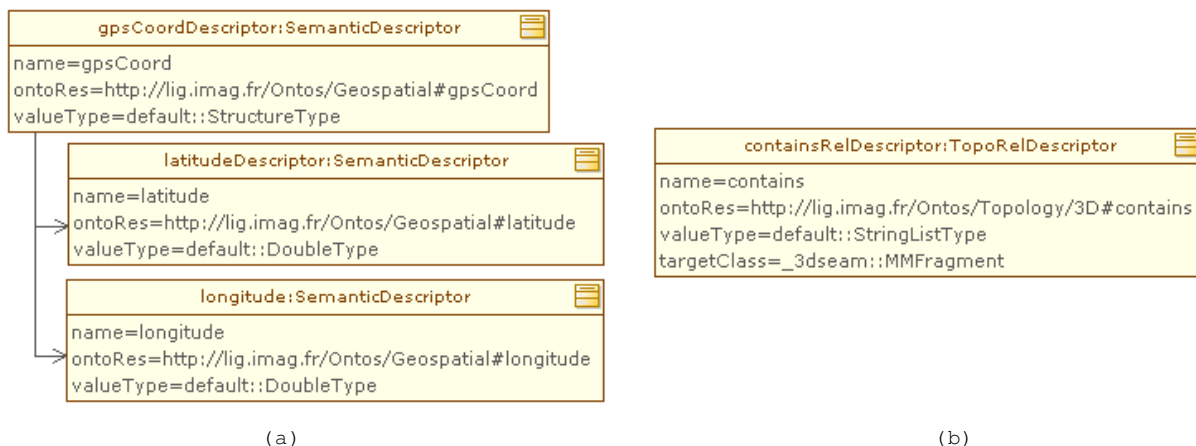 gpsCoordDescriptor:SemanticDescriptor
name=gpsCoord
ontoRes=http://lig.imag.fr/Ontos/Geospatial#gpsCoord
valueType=default::StructureType
latitudeDescriptor:SemanticDescriptor
name=latitude
ontoRes=http://lig.imag.fr/Ontos/Geospatial#latitude
valueType=default::DoubleType
longitude:SemanticDescriptor
name=longitude
ontoRes=http://lig.imag.fr/Ontos/Geospatial#longitude
valueType=default::DoubleType
(a)
containsRelDescriptor:TopoRelDescriptor
name=contains
ontoRes=http://lig.imag.fr/Ontos/Topology/3D#contains
valueType=default::StringListType
targetClass=_3dseam::MMFragment
(b)